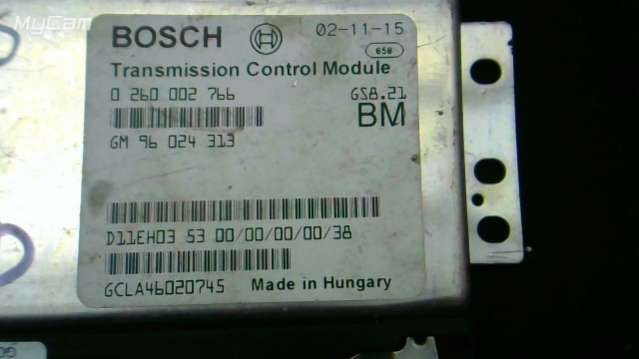 MyCam
BOSCH 02-11-15
658
Transmission Control Module
0 260 002 766 GS8.21
BM
GM 96 024 313
D11EH03 53 00/00/00/00/38
GCLA46020745 Made in Hungary